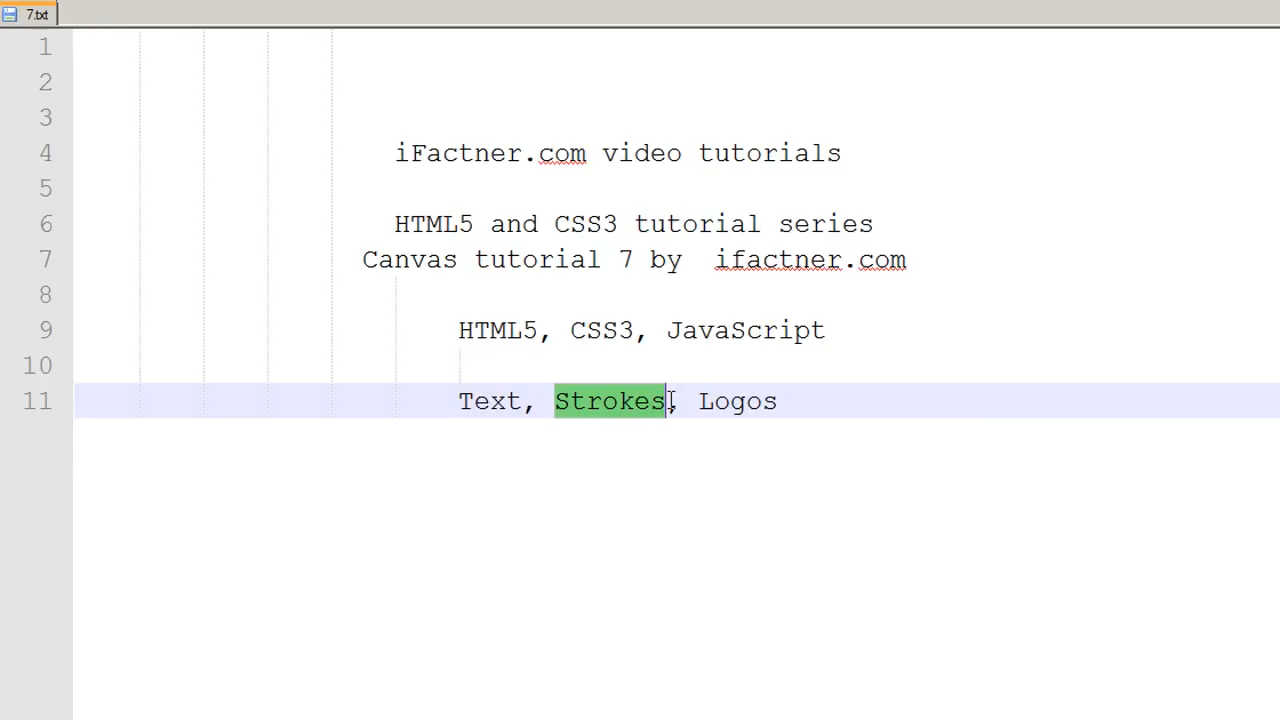 7.txt
1
2
3
4 iFactner.com video tutorials
5
6 HTML5 and CSS3 tutorial series
7 Canvas tutorial 7 by ifactner.com
8
9 HTML5, CSS3, JavaScript
10
11 Text, Strokes, Logos